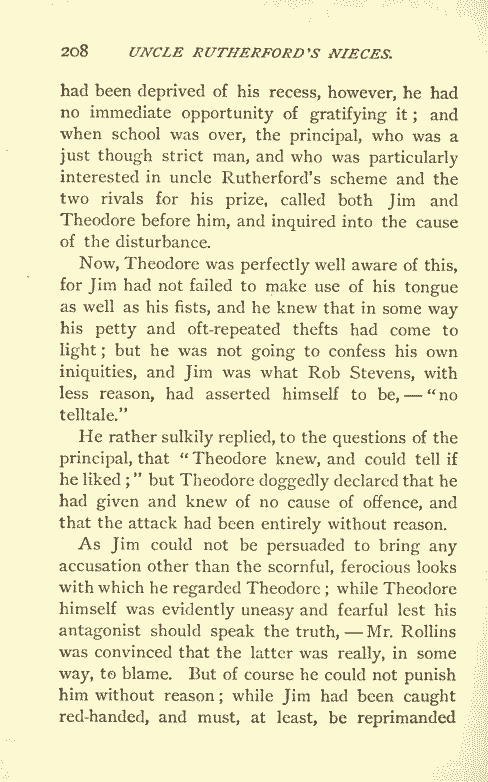 208 UNCLE RUTHERFORD'S NIECES.
had been deprived of his recess, however, he had
no immediate opportunity of gratifying it; and
when school was over, the principal, who was a
just though strict man, and who was particularly
interested in uncle Rutherford's scheme and the
two rivals for his prize, called both Jim and
Theodore before him, and inquired into the cause
of the disturbance.
Now, Theodore was perfectly well aware of this,
for Jim had not failed to make use of his tongue
as well as his fists, and he knew that in some way
his petty and oft-repeated thefts had come to
light; but he was not going to confess his own
iniquities, and Jim was what Rob Stevens, with
less reason, had asserted himself to be, — "no
telltale."
He rather sulkily replied, to the questions of the
principal, that "Theodore knew, and could tell if
he liked;" but Theodore doggedly declared that he
had given and knew of no cause of offence, and
that the attack had been entirely without reason.
As Jim could not be persuaded to bring any
accusation other than the scornful, ferocious looks
with which he regarded Theodore; while Theodore
himself was evidently uneasy and fearful lest his
antagonist should speak the truth, — Mr. Rollins
was convinced that the latter was really, in some
way, to blame. But of course he could not punish
him without reason; while Jim had been caught
red-handed, and must, at least, be reprimanded